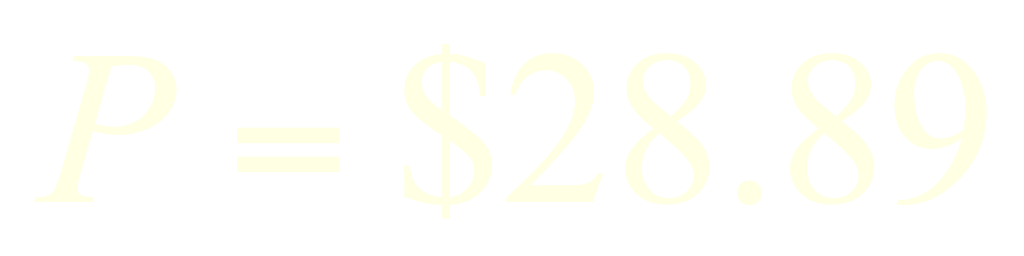 P = $28.89